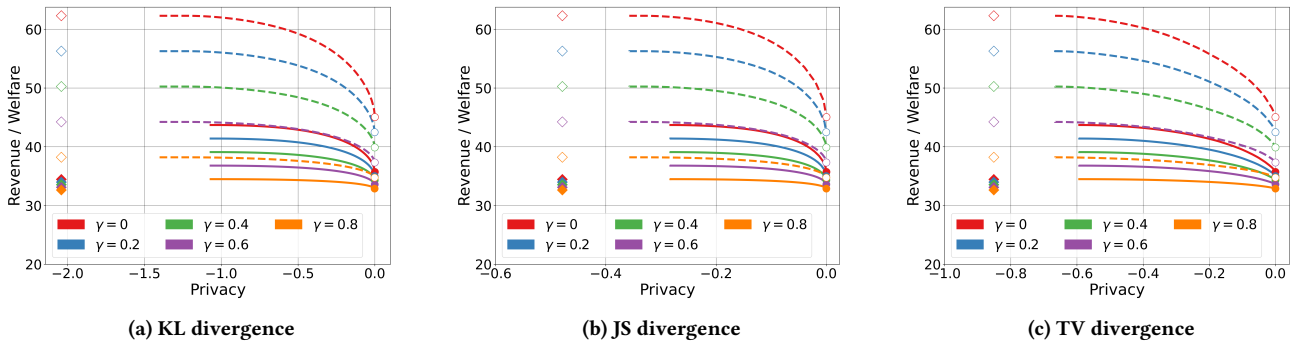 Revenue / Welfare
60
50
40
30
20
−2.0 −1.5 −1.0 −0.5 0.0
Privacy
γ = 0 γ = 0.4 γ = 0.8
γ = 0.2 γ = 0.6
(a) KL divergence
Revenue / Welfare
60
50
40
30
20
−0.6 −0.4 −0.2 0.0
Privacy
γ = 0 γ = 0.4 γ = 0.8
γ = 0.2 γ = 0.6
(b) JS divergence
Revenue / Welfare
60
50
40
30
20
−1.0 −0.8 −0.6 −0.4 −0.2 0.0
Privacy
γ = 0 γ = 0.4 γ = 0.8
γ = 0.2 γ = 0.6
(c) TV divergence